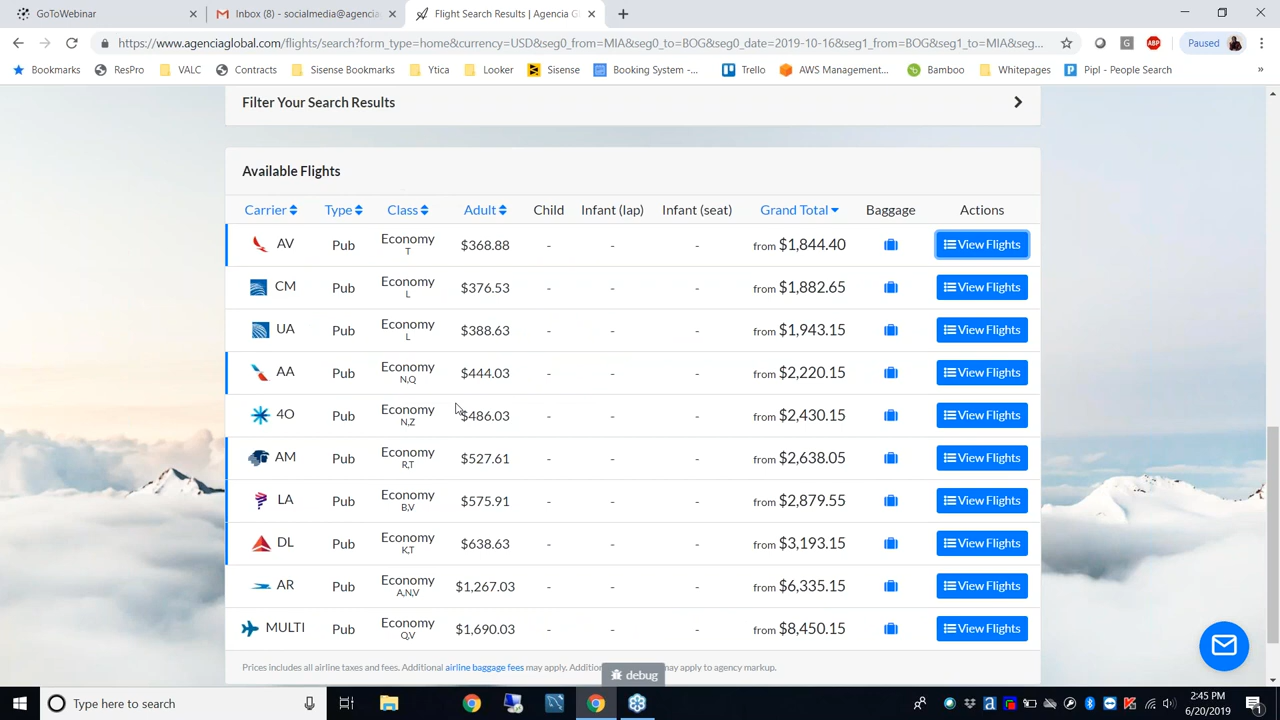 GoToWebinar
Inbox (8) - socialmedia@agencia
Flight Search Results | Agencia Gl
https://www.agenciaglobal.com/flights/search?form_type=home&currency=USD&seg0_from=MIA&seg0_to=BOG&seg0_date=2019-10-16&seg1_from=BOG&seg1_to=MIA&seg...
ABP
Paused
Bookmarks ResPro VALC Contracts Sisense Bookmarks Ytica Looker Sisense Booking System -... Trello AWS Management... Bamboo Whitepages Pipl - People Search
Filter Your Search Results
Available Flights
Carrier Type Class Adult Child Infant (lap) Infant (seat) Grand Total Baggage Actions
AV Pub Economy $368.88 - - - from $1,844.40 View Flights
T
CM Pub Economy $376.53 - - - from $1,882.65 View Flights
L
UA Pub Economy $388.63 - - - from $1,943.15 View Flights
L
AA Pub Economy $444.03 - - - from $2,220.15 View Flights
N,Q
4O Pub Economy $486.03 - - - from $2,430.15 View Flights
N,Z
AM Pub Economy $527.61 - - - from $2,638.05 View Flights
R,T
LA Pub Economy $575.91 - - - from $2,879.55 View Flights
B,V
DL Pub Economy $638.63 - - - from $3,193.15 View Flights
K,T
AR Pub Economy $1,267.03 - - - from $6,335.15 View Flights
A,N,V
MULTI Pub Economy $1,690.03 - - - from $8,450.15 View Flights
Q,V
Prices includes all airline taxes and fees. Additional airline baggage fees may apply. Additio may apply to agency markup.
debug
Type here to search
2:45 PM
6/20/2019